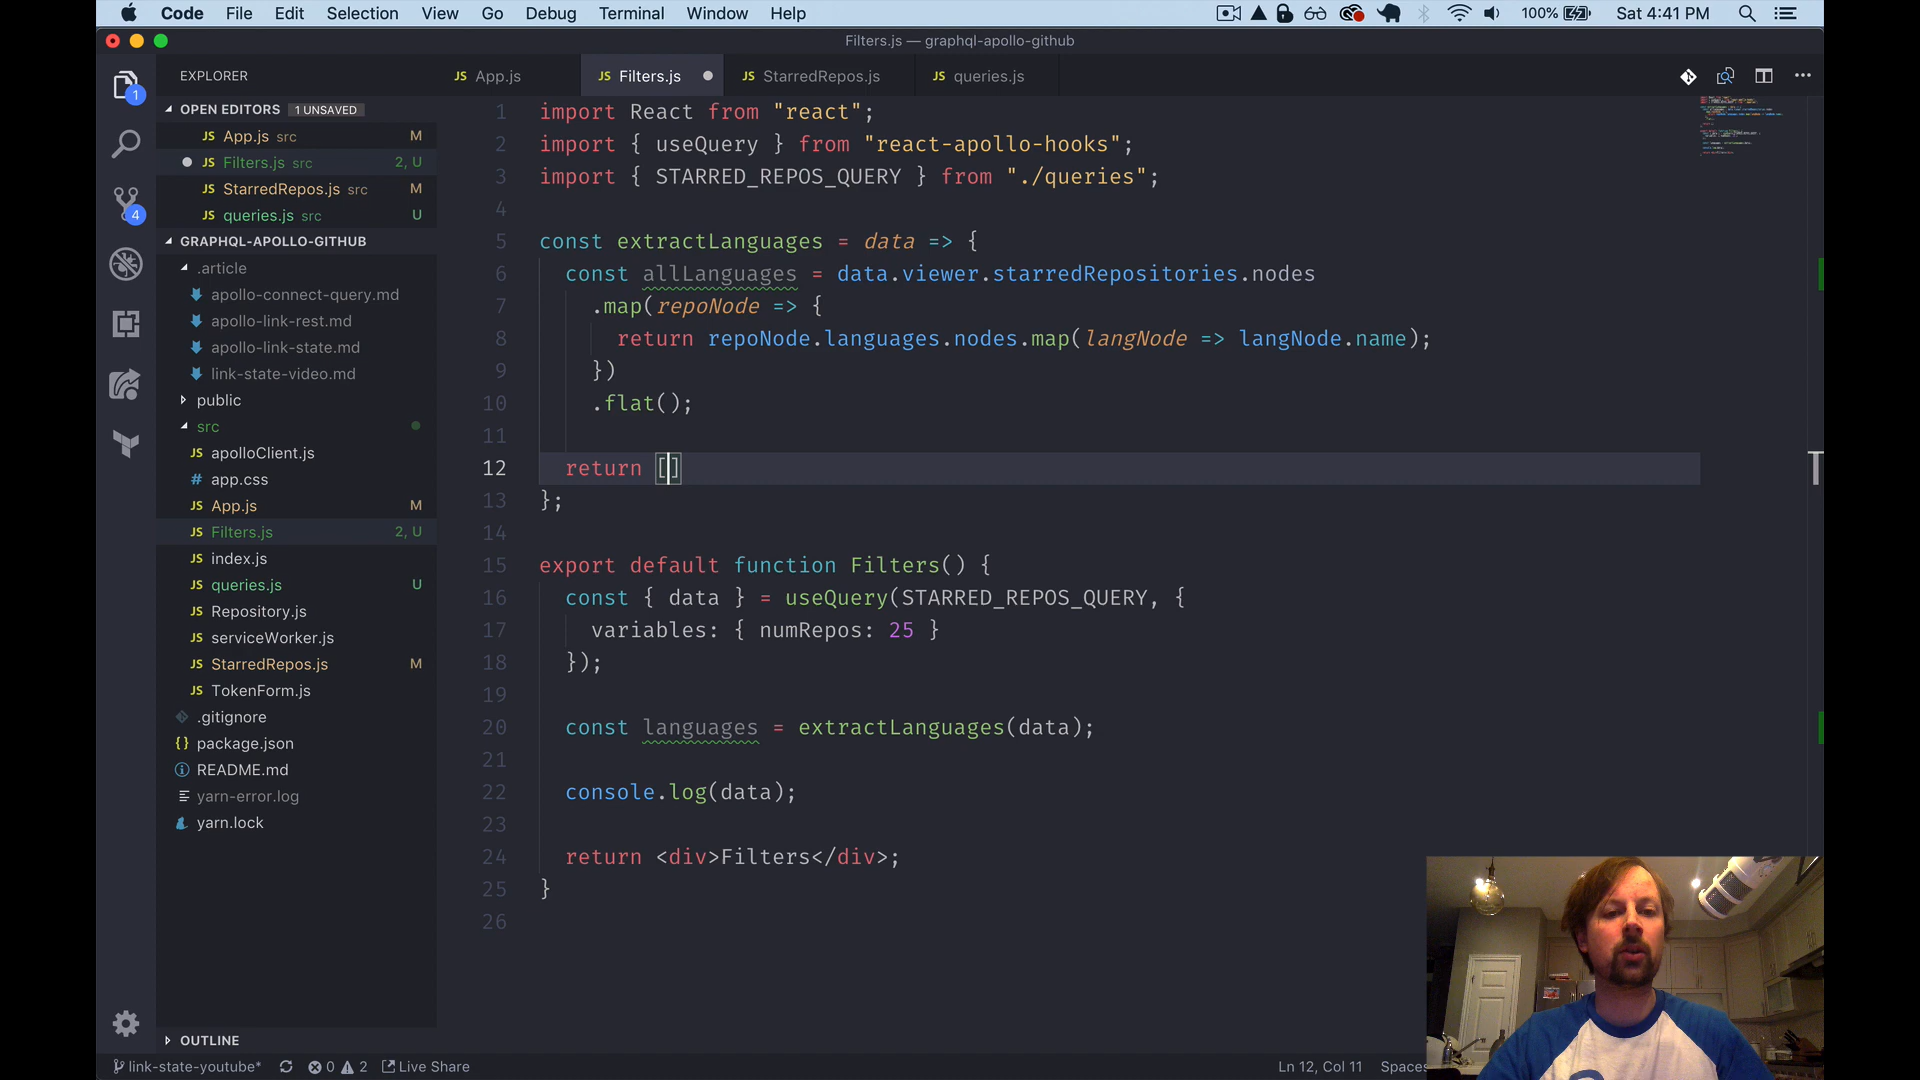 Code File Edit Selection View Go Debug Terminal Window Help 100% Sat 4:41 PM
Filters.js — graphql-apollo-github
EXPLORER
JS App.js JS Filters.js JS StarredRepos.js JS queries.js
OPEN EDITORS 1 UNSAVED
JS App.js src M
JS Filters.js src 2, U
JS StarredRepos.js src M
JS queries.js src U
GRAPHQL-APOLLO-GITHUB
.article
apollo-connect-query.md
apollo-link-rest.md
apollo-link-state.md
link-state-video.md
public
src
JS apolloClient.js
# app.css
JS App.js M
JS Filters.js 2, U
JS index.js
JS queries.js U
JS Repository.js
JS serviceWorker.js
JS StarredRepos.js M
JS TokenForm.js
.gitignore
{} package.json
README.md
yarn-error.log
yarn.lock
OUTLINE
1
4
1 import React from "react";
2 import { useQuery } from "react-apollo-hooks";
3 import { STARRED_REPOS_QUERY } from "./queries";
4
5 const extractLanguages = data => {
6 const allLanguages = data.viewer.starredRepositories.nodes
7 .map(repoNode => {
8 return repoNode.languages.nodes.map(langNode => langNode.name);
9 })
10 .flat();
11
12 return []
13 };
14
15 export default function Filters() {
16 const { data } = useQuery(STARRED_REPOS_QUERY, {
17 variables: { numRepos: 25 }
18 });
19
20 const languages = extractLanguages(data);
21
22 console.log(data);
23
24 return <div>Filters</div>;
25 }
26
link-state-youtube* 0 2 Live Share Ln 12, Col 11 Spaces